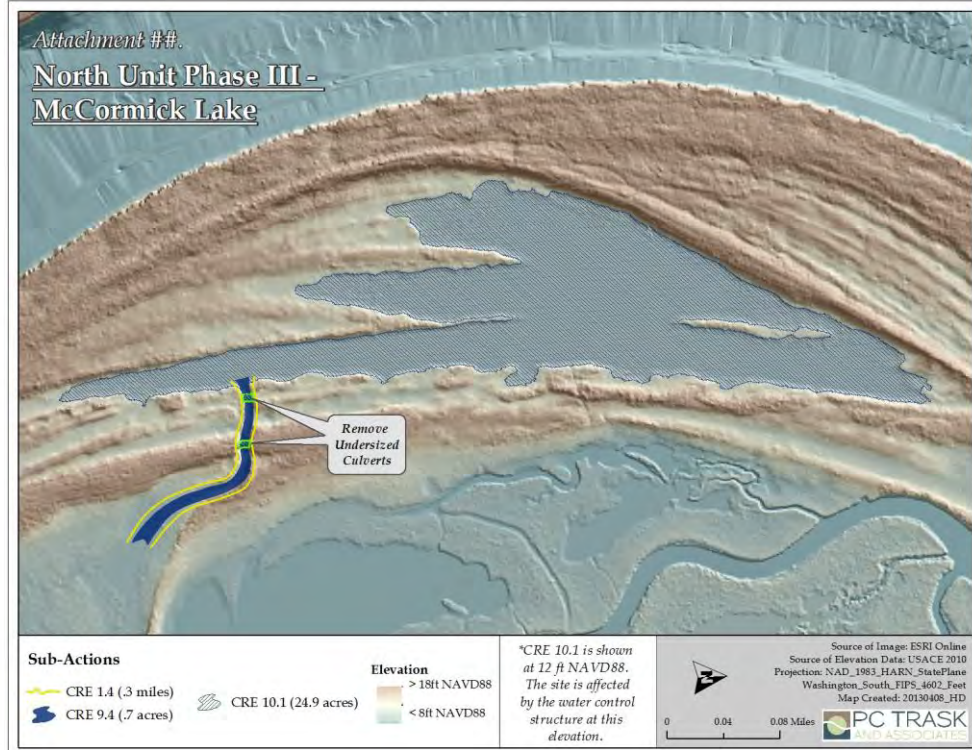 Attachment ##.
North Unit Phase III -
McCormick Lake
Remove
Undersized
Culverts
Sub-Actions
CRE 1.4 (.3 miles)
CRE 9.4 (.7 acres)
CRE 10.1 (24.9 acres)
Elevation
> 18ft NAVD88
< 8ft NAVD88
*CRE 10.1 is shown
at 12 ft NAVD88.
The site is affected
by the water control
structure at this
elevation.
N
0 0.04 0.08 Miles
Source of Image: ESRI Online
Source of Elevation Data: USACE 2010
Projection: NAD_1983_HARN_StatePlane
Washington_South_FIPS_4602_Feet
Map Created: 20130408_HD
PC TRASK
AND ASSOCIATES